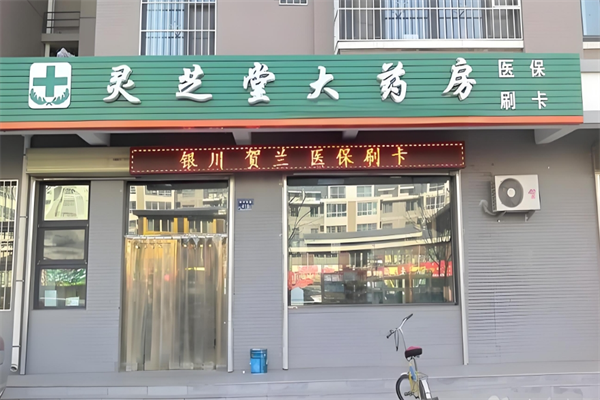 灵芝堂大药房
医保
刷卡
银川 贺兰 医保刷卡